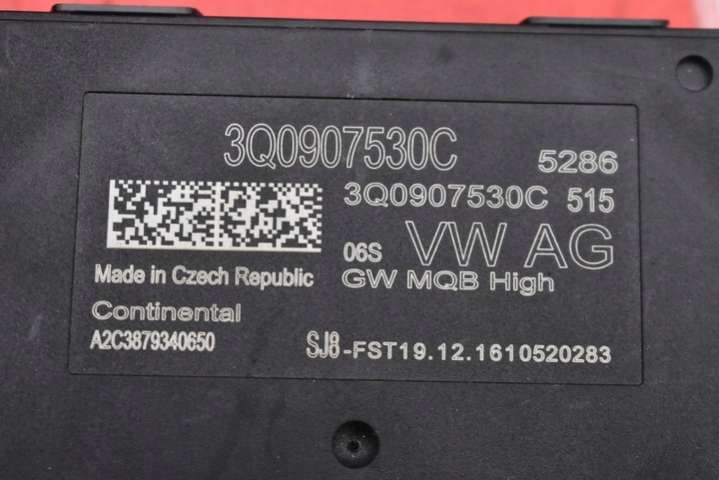 3Q0907530C 5286
3Q0907530C 515
06S VW AG
Made in Czech Republic GW MQB High
Continental
A2C3879340650 SJ8-FST19.12.1610520283